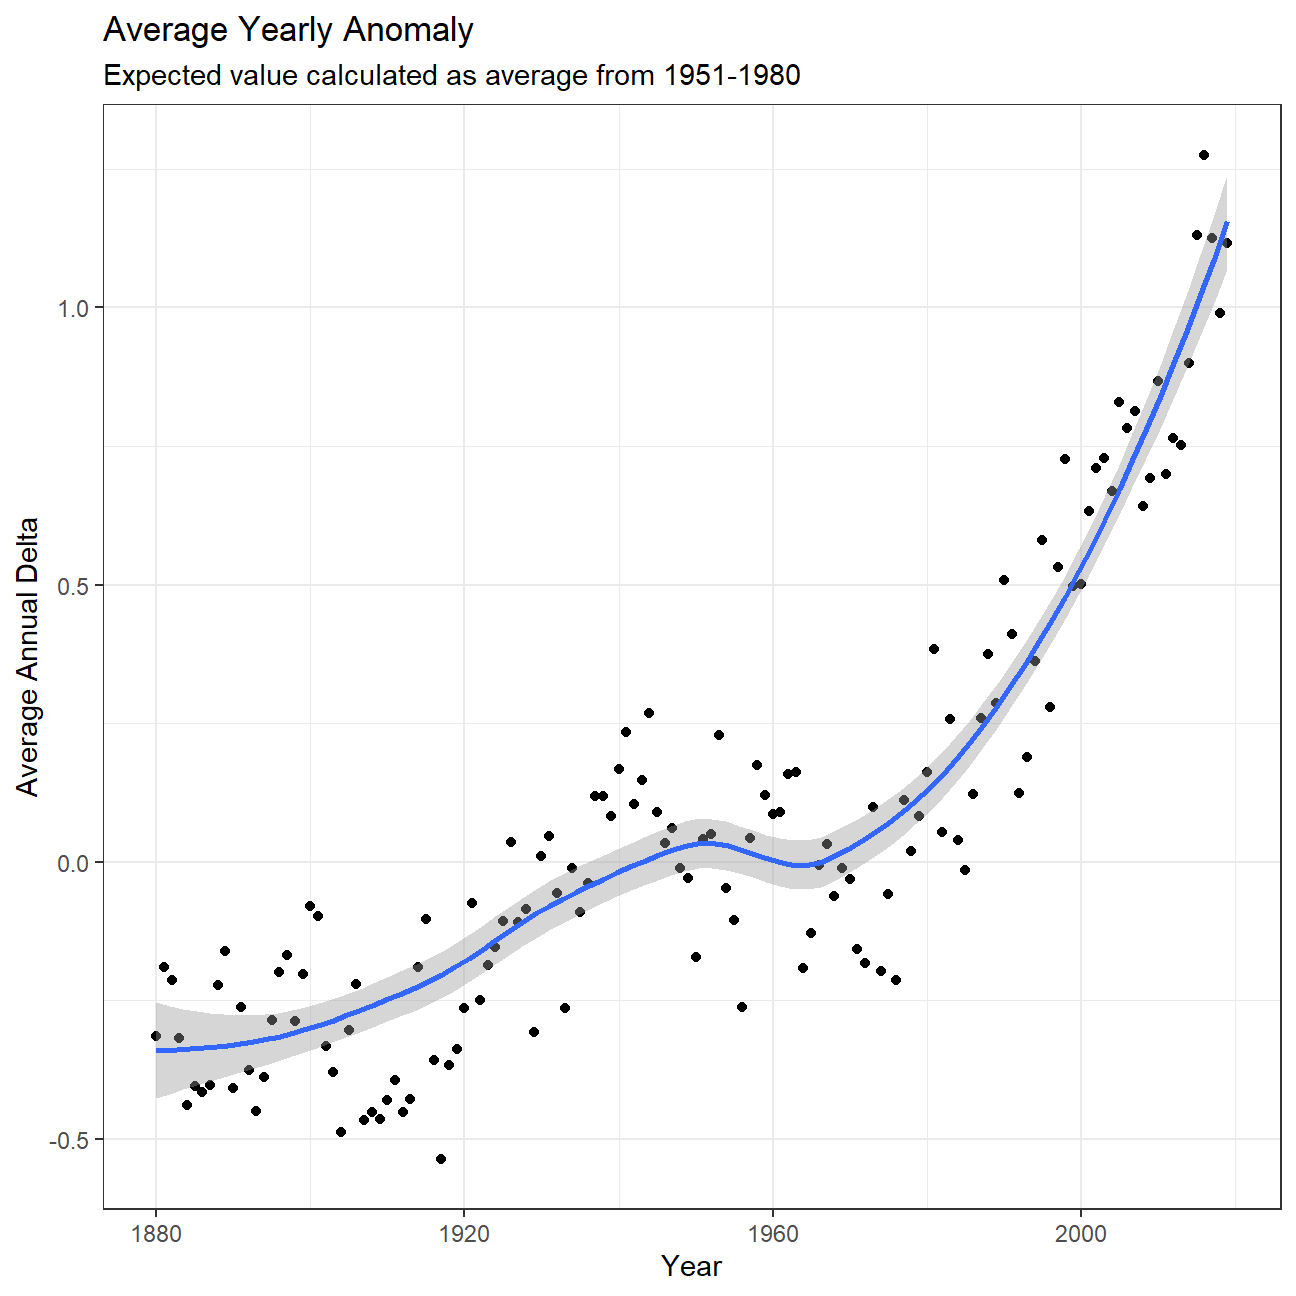 Average Yearly Anomaly
Expected value calculated as average from 1951-1980
Average Annual Delta
1.0
0.5
0.0
-0.5
1880 1920 1960 2000
Year